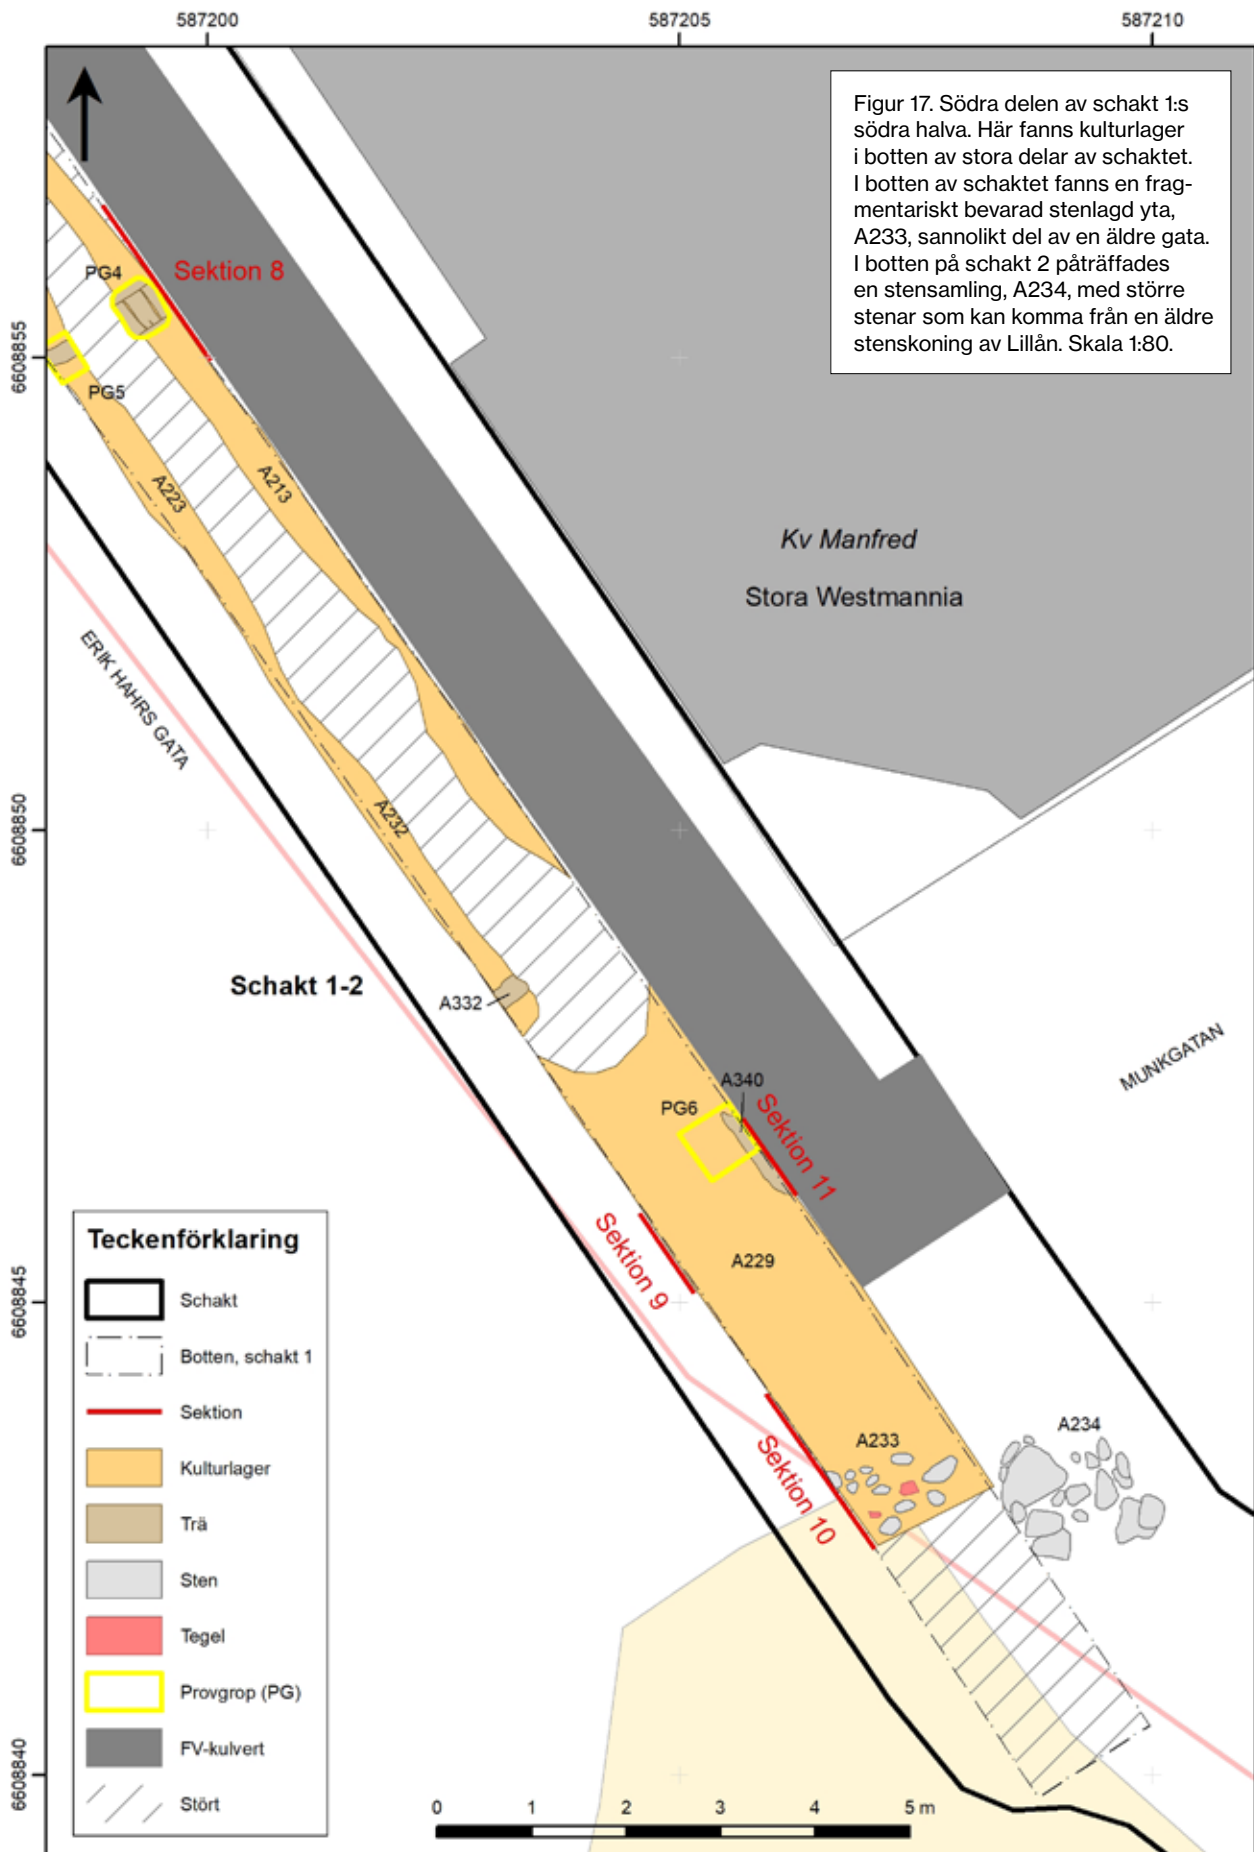 587200
587205
587210
Figur 17. Södra delen av schakt 1:s
södra halva. Här fanns kulturlager
i botten av stora delar av schaktet.
I botten av schaktet fanns en frag-
mentariskt bevarad stenlagd yta,
A233, sannolikt del av en äldre gata.
I botten på schakt 2 påträffades
en stensamling, A234, med större
stenar som kan komma från en äldre
stenskoning av Lillån. Skala 1:80.
PG4
Sektion 8
6608855
PG5
A223
A213
Kv Manfred
Stora Westmannia
ERIK HAHRS GATA
6608850
A232
Schakt 1-2
A332
MUNKGATAN
A340
PG6
Sektion 11
Sektion 9
A229
6608845
A233
A234
Sektion 10
6608840
Teckenförklaring
Schakt
Botten, schakt 1
Sektion
Kulturlager
Trä
Sten
Tegel
Provgrop (PG)
FV-kulvert
Stört
0 1 2 3 4 5 m